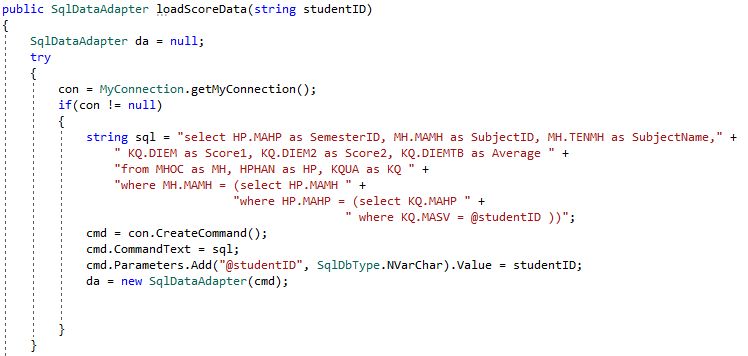 public SqlDataAdapter loadScoreData(string studentID)
{
SqlDataAdapter da = null;
try
{
con = MyConnection.getMyConnection();
if(con != null)
{
string sql = "select HP.MAHP as SemesterID, MH.MAMH as SubjectID, MH.TENMH as SubjectName," +
" KQ.DIEM as Score1, KQ.DIEM2 as Score2, KQ.DIEMTB as Average " +
"from MHOC as MH, HPHAN as HP, KQUA as KQ " +
"where MH.MAMH = (select HP.MAMH " +
"where HP.MAHP = (select KQ.MAHP " +
" where KQ.MASV = @studentID ))";
cmd = con.CreateCommand();
cmd.CommandText = sql;
cmd.Parameters.Add("@studentID", SqlDbType.NVarChar).Value = studentID;
da = new SqlDataAdapter(cmd);
}
}